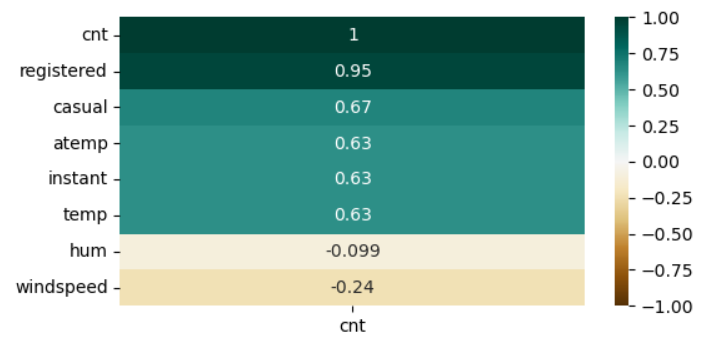 cnt 1
registered 0.95
casual 0.67
atemp 0.63
instant 0.63
temp 0.63
hum -0.099
windspeed -0.24
cnt
1.00
0.75
0.50
0.25
0.00
−0.25
−0.50
−0.75
−1.00